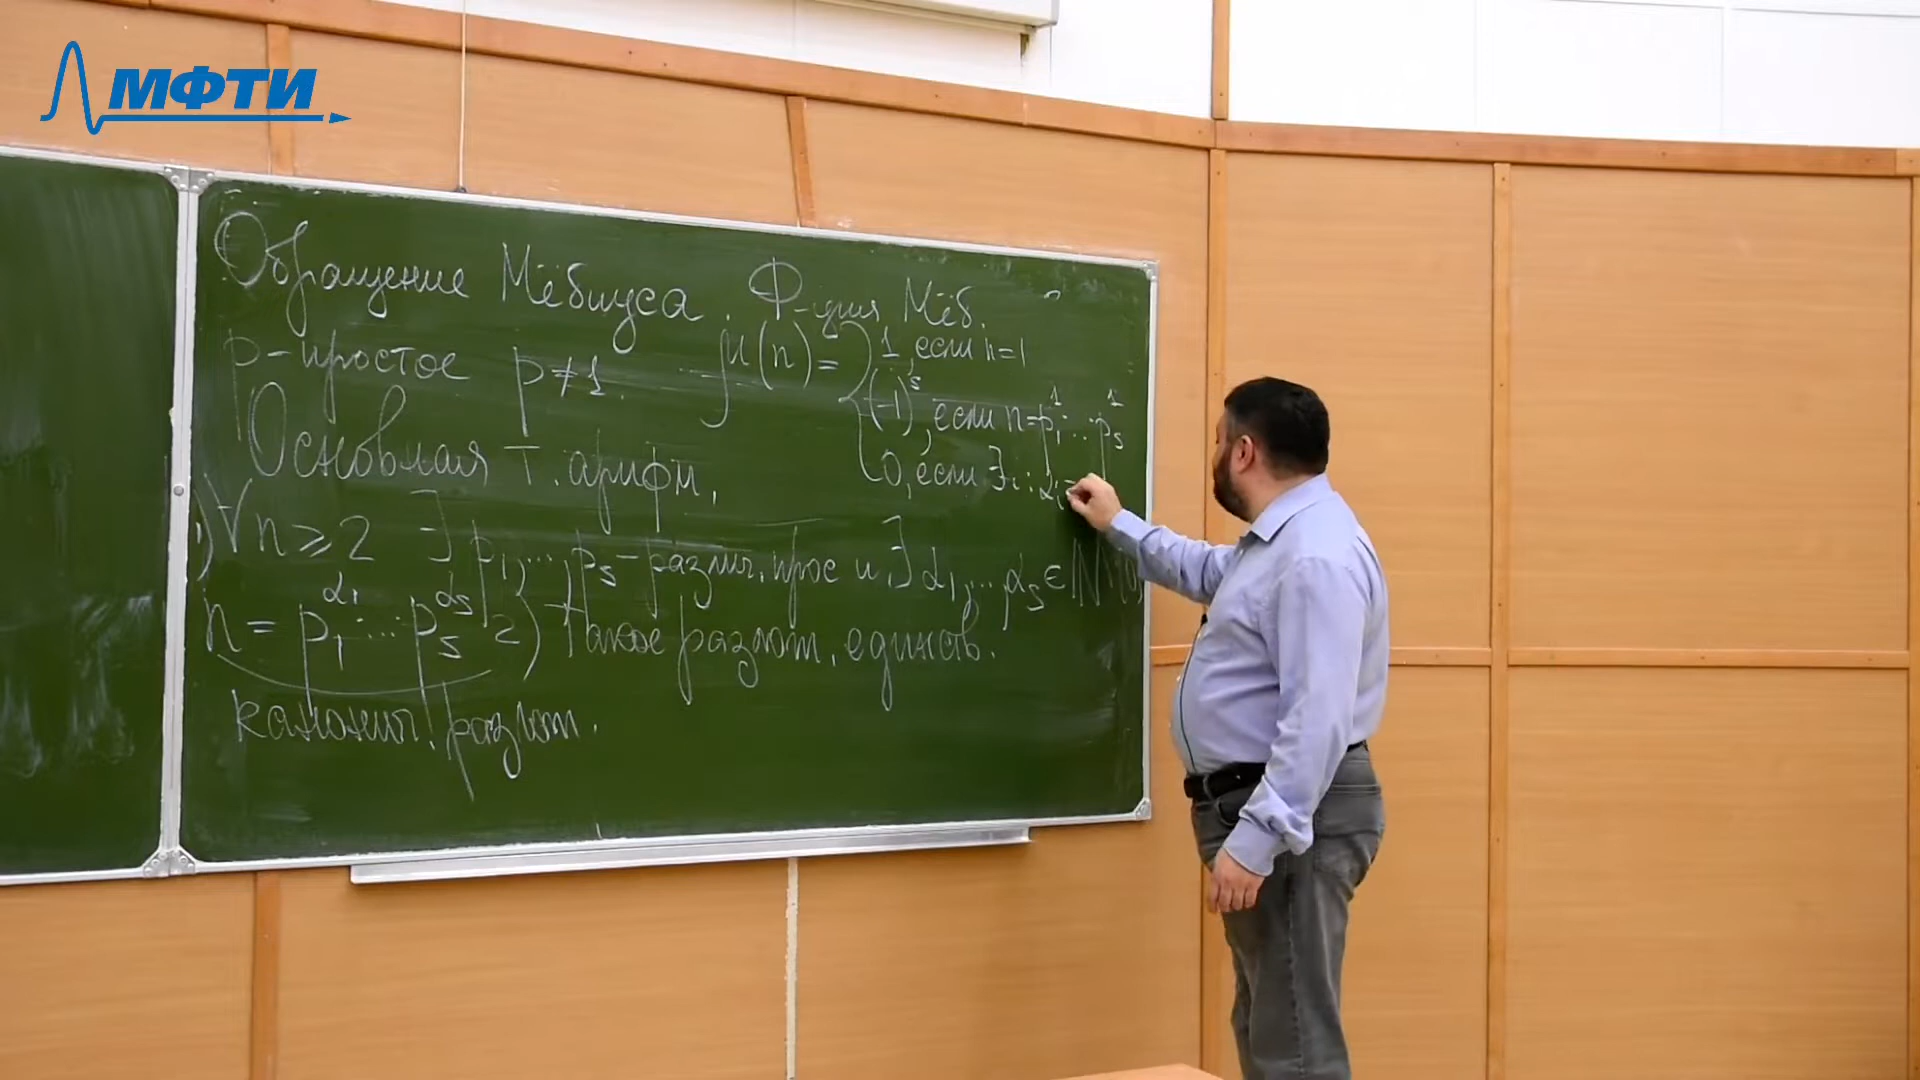 МФТИ
Обращение Мёбиуса. Ф-ция Мёб.
p-простое p≠1.
μ(n)= { 1, если n=1
(-1)^s, если n=p_1^1·...·p_s^1
0, если ∃i: α_i
Основная т. арифм.
1) ∀n⩾2 ∃ p_1,...,p_s - различ. прос и ∃ α_1,...,α_s ∈ N
n = p_1^α_1·...·p_s^α_s 2) Такое разлож. единств.
канонич. разлож.